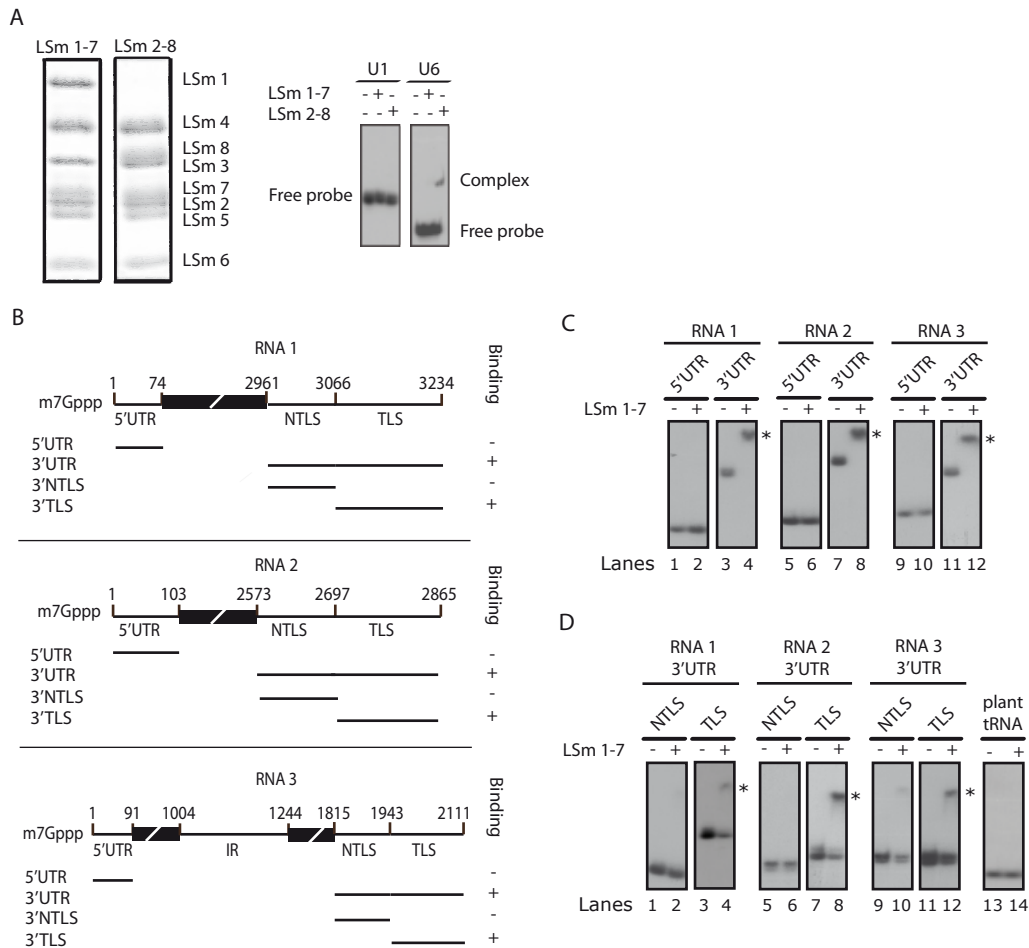 A
LSm 1-7 LSm 2-8
LSm 1
LSm 4
LSm 8
LSm 3
LSm 7
LSm 2
LSm 5
LSm 6
U1 U6
LSm 1-7 - + - - + -
LSm 2-8 - - + - - +
Free probe
Complex
Free probe
B
RNA 1
Binding
1 74 2961 3066 3234
m7Gppp
5'UTR NTLS TLS
5'UTR -
3'UTR +
3'NTLS -
3'TLS +
RNA 2
Binding
1 103 2573 2697 2865
m7Gppp
5'UTR NTLS TLS
5'UTR -
3'UTR +
3'NTLS -
3'TLS +
RNA 3
Binding
1 91 1004 1244 1815 1943 2111
m7Gppp
5'UTR IR NTLS TLS
5'UTR -
3'UTR +
3'NTLS -
3'TLS +
C
RNA 1 RNA 2 RNA 3
5'UTR 3'UTR 5'UTR 3'UTR 5'UTR 3'UTR
LSm 1-7 - + - + - + - + - + - +
* * *
Lanes 1 2 3 4 5 6 7 8 9 10 11 12
D
RNA 1 RNA 2 RNA 3
3'UTR 3'UTR 3'UTR
NTLS TLS NTLS TLS NTLS TLS plant
tRNA
LSm 1-7 - + - + - + - + - + - + - +
* * *
Lanes 1 2 3 4 5 6 7 8 9 10 11 12 13 14